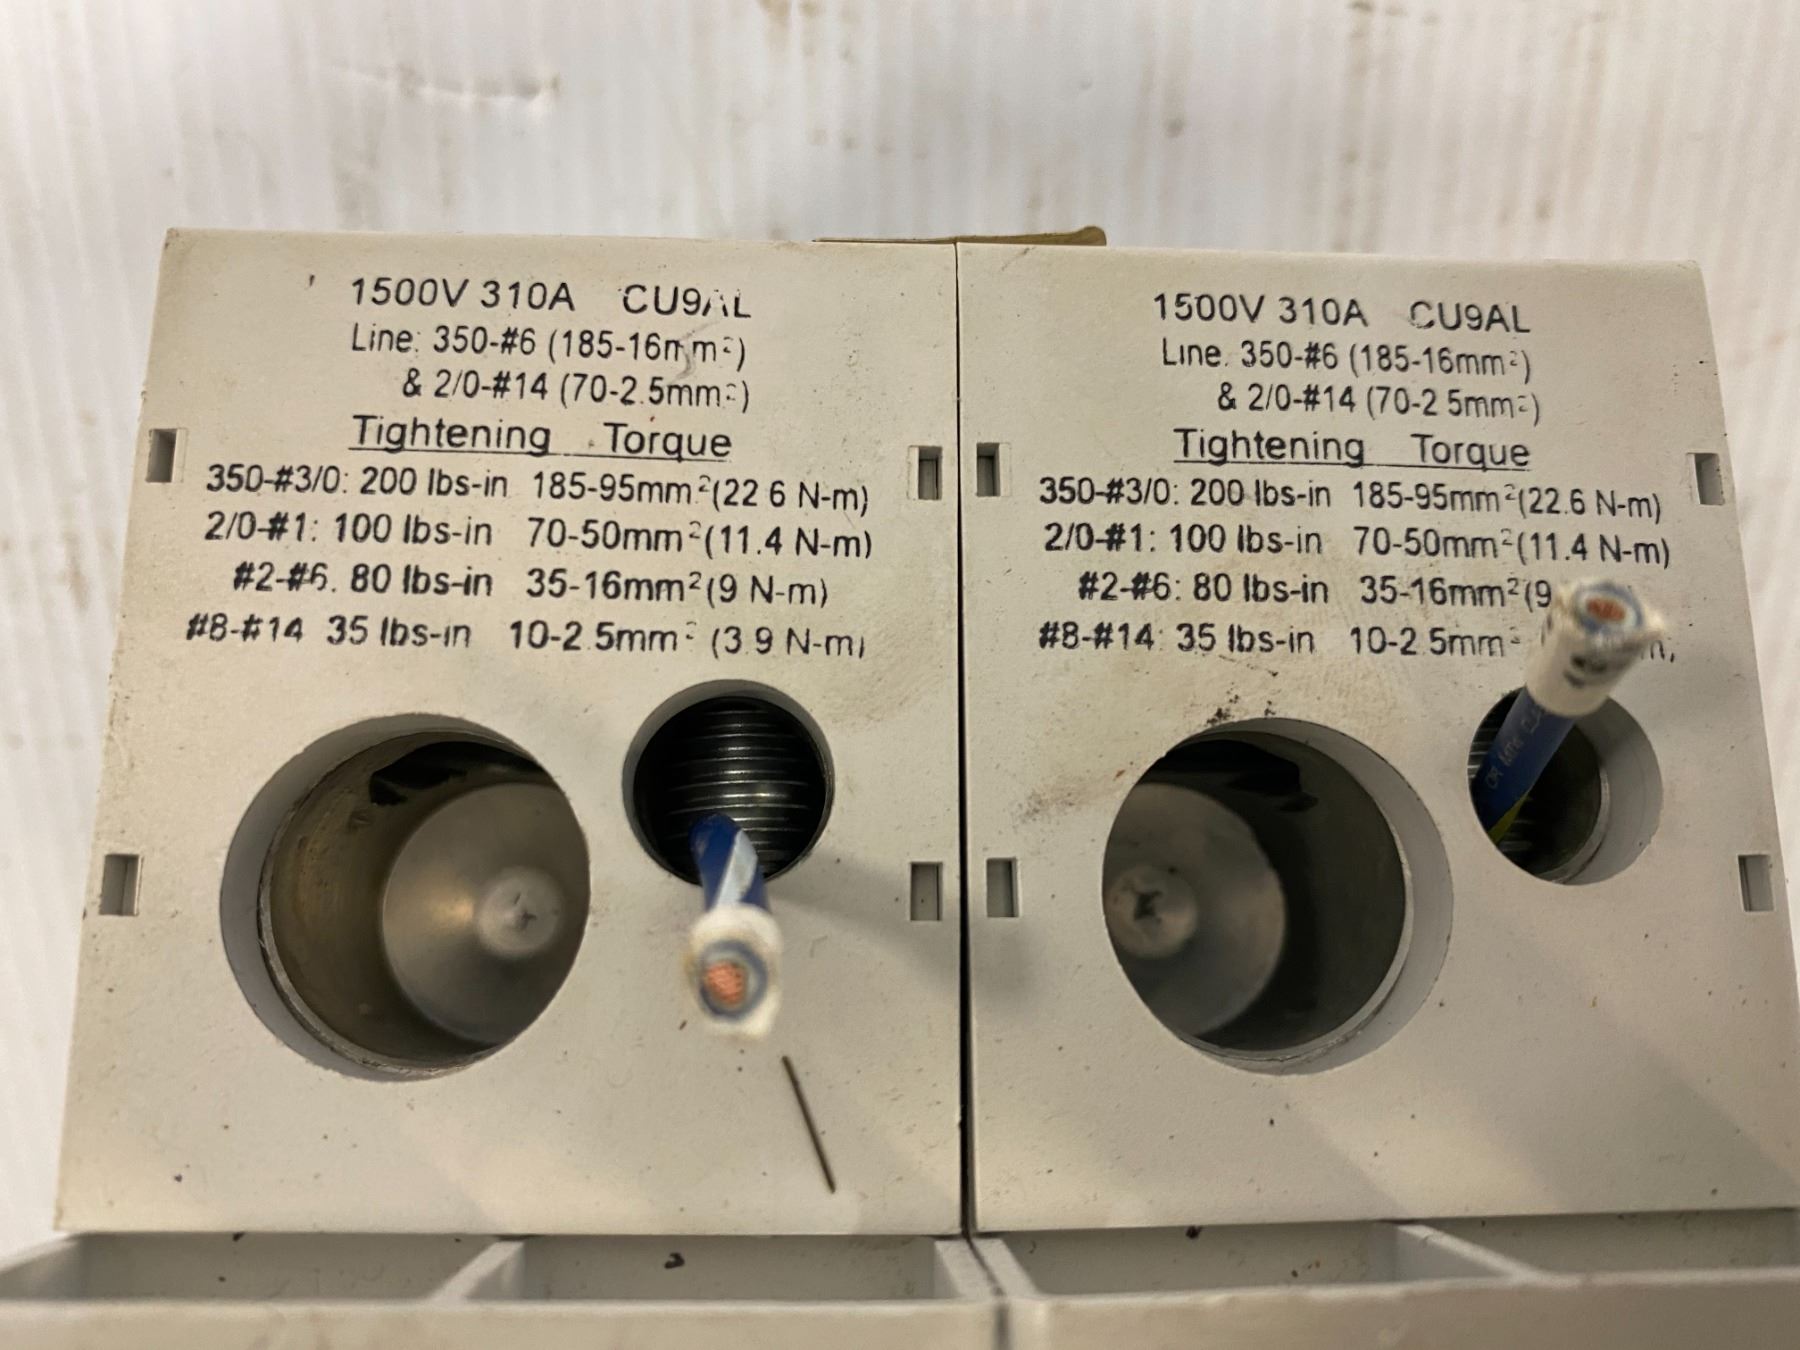 1500V 310A CU9AL
Line: 350-#6 (185-16mm²)
& 2/0-#14 (70-2.5mm²)
Tightening Torque
350-#3/0: 200 lbs-in 185-95mm²(22.6 N-m)
2/0-#1: 100 lbs-in 70-50mm²(11.4 N-m)
#2-#6: 80 lbs-in 35-16mm²(9 N-m)
#8-#14 35 lbs-in 10-2.5mm² (3.9 N-m)
1500V 310A CU9AL
Line: 350-#6 (185-16mm²)
& 2/0-#14 (70-2.5mm²)
Tightening Torque
350-#3/0: 200 lbs-in 185-95mm²(22.6 N-m)
2/0-#1: 100 lbs-in 70-50mm²(11.4 N-m)
#2-#6: 80 lbs-in 35-16mm²(9
#8-#14: 35 lbs-in 10-2.5mm²